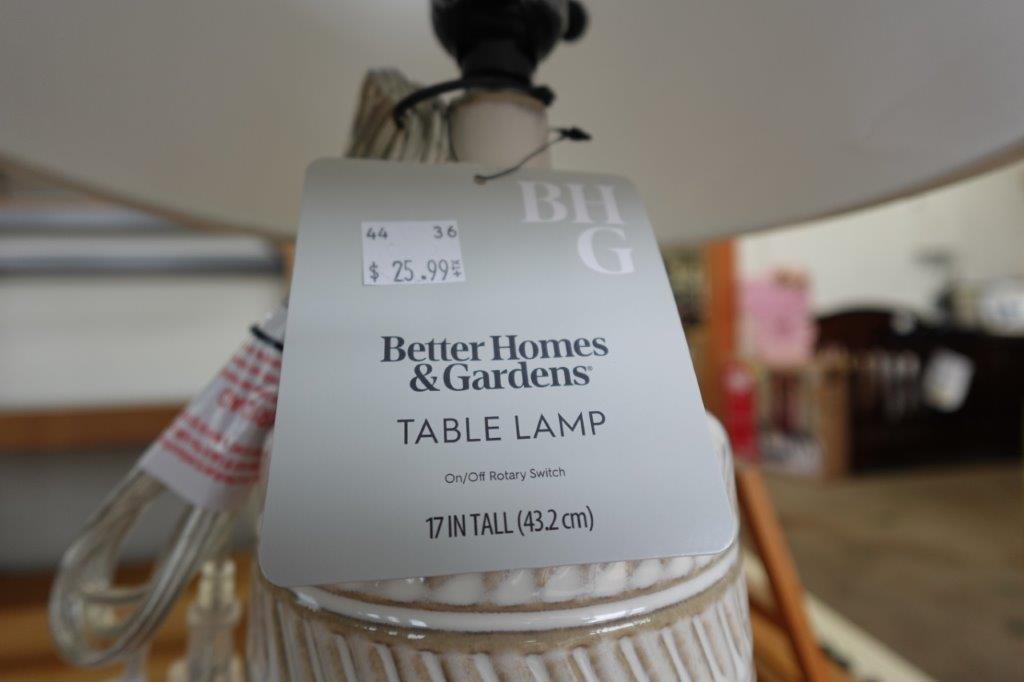 BH
G
44 36
$ 25.99
Better Homes
& Gardens®
TABLE LAMP
On/Off Rotary Switch
17 IN TALL (43.2 cm)